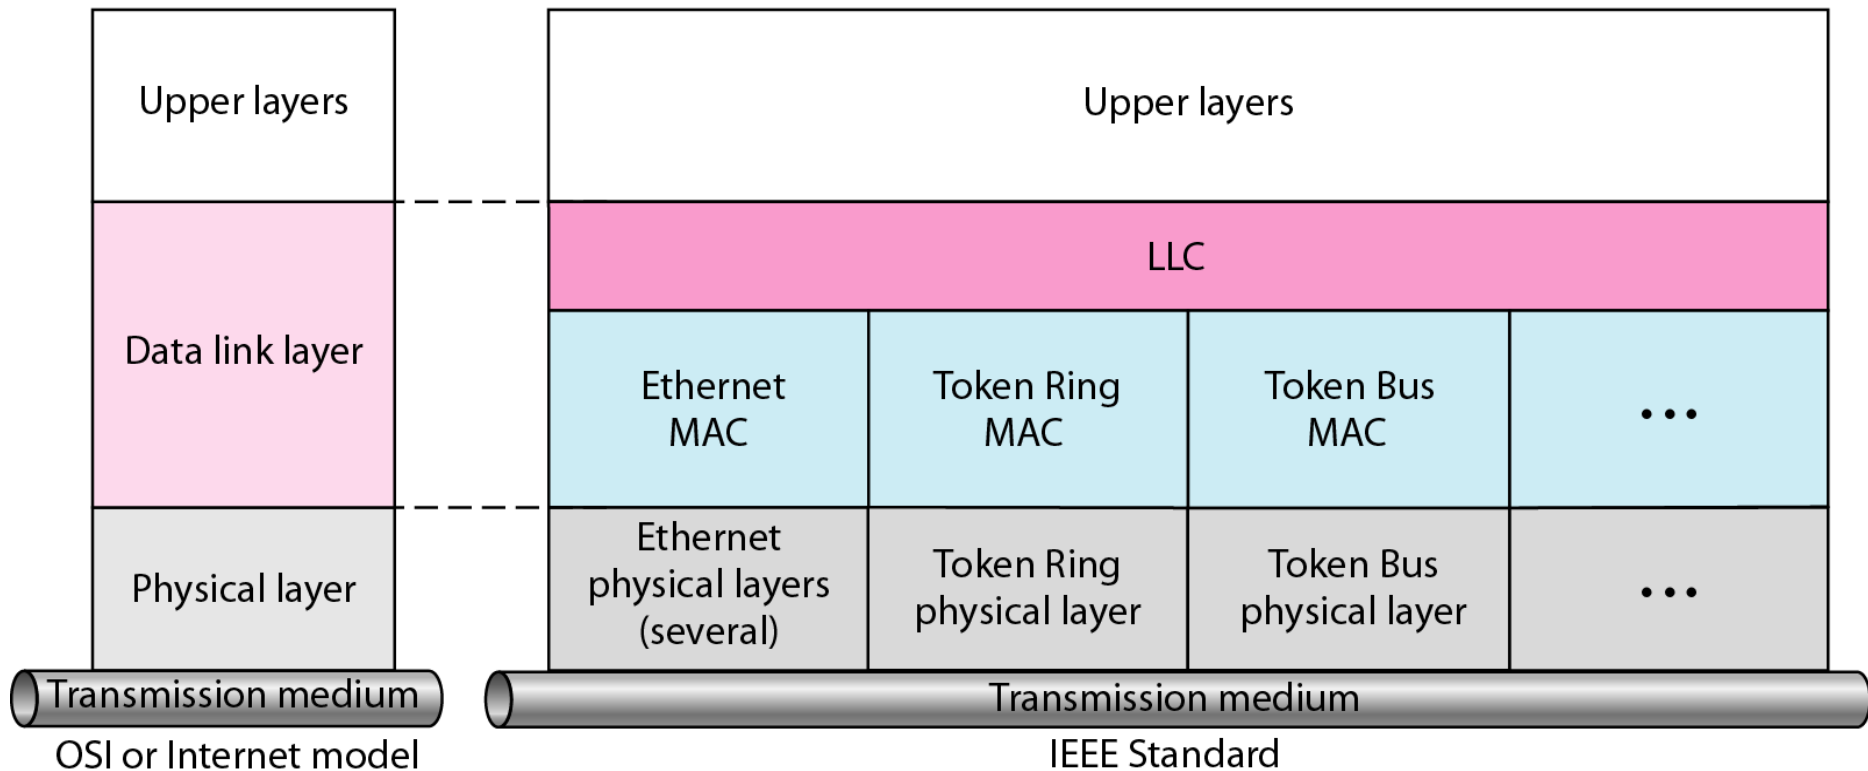 Upper layers
Data link layer
Physical layer
Transmission medium
OSI or Internet model
Upper layers
LLC
Ethernet
MAC
Token Ring
MAC
Token Bus
MAC
...
Ethernet
physical layers
(several)
Token Ring
physical layer
Token Bus
physical layer
...
Transmission medium
IEEE Standard